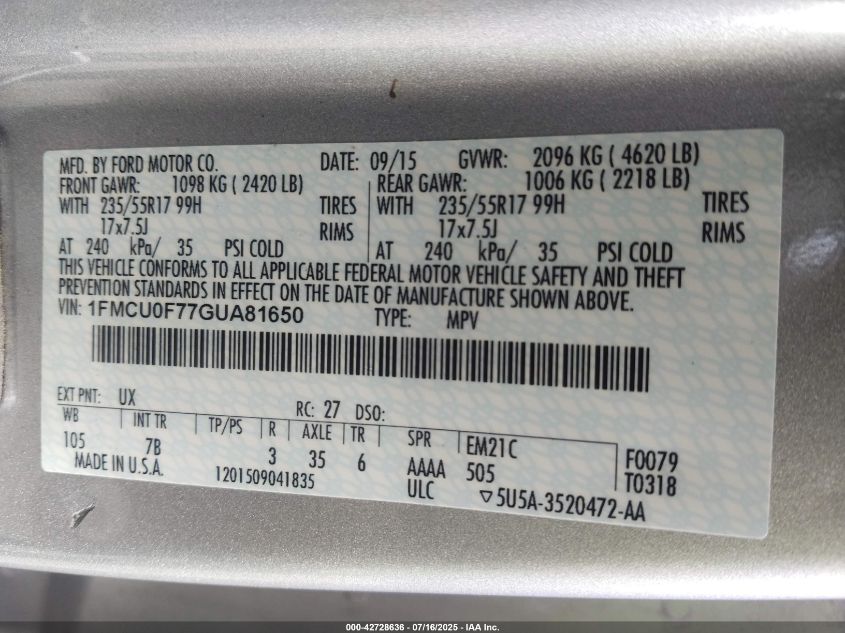 MFD. BY FORD MOTOR CO. DATE: 09/15 GVWR: 2096 KG ( 4620 LB)
FRONT GAWR: 1098 KG ( 2420 LB) REAR GAWR: 1006 KG ( 2218 LB)
WITH 235/55R17 99H TIRES WITH 235/55R17 99H TIRES
17x7.5J RIMS 17x7.5J RIMS
AT 240 kPa/ 35 PSI COLD AT 240 kPa/ 35 PSI COLD
THIS VEHICLE CONFORMS TO ALL APPLICABLE FEDERAL MOTOR VEHICLE SAFETY AND THEFT
PREVENTION STANDARDS IN EFFECT ON THE DATE OF MANUFACTURE SHOWN ABOVE.
VIN: 1FMCU0F77GUA81650 TYPE: MPV
EXT PNT: UX RC: 27 DSO:
WB INT TR TP/PS R AXLE TR SPR EM21C
105 7B 3 35 6 AAAA 505 F0079
MADE IN U.S.A. 1201509041835 ULC ▽5U5A-3520472-AA T0318
000-42728636 - 07/16/2025 - IAA Inc.